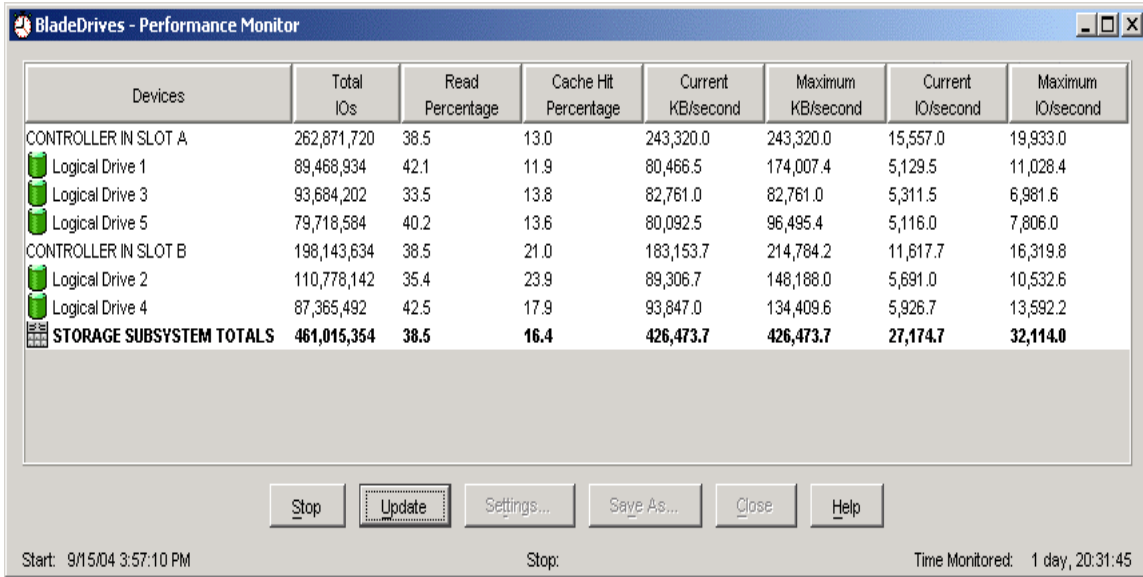 BladeDrives - Performance Monitor
Devices Total IOs Read Percentage Cache Hit Percentage Current KB/second Maximum KB/second Current IO/second Maximum IO/second
CONTROLLER IN SLOT A 262,871,720 38.5 13.0 243,320.0 243,320.0 15,557.0 19,933.0
Logical Drive 1 89,468,934 42.1 11.9 80,466.5 174,007.4 5,129.5 11,028.4
Logical Drive 3 93,684,202 33.5 13.8 82,761.0 82,761.0 5,311.5 6,981.6
Logical Drive 5 79,718,584 40.2 13.6 80,092.5 96,495.4 5,116.0 7,806.0
CONTROLLER IN SLOT B 198,143,634 38.5 21.0 183,153.7 214,784.2 11,617.7 16,319.8
Logical Drive 2 110,778,142 35.4 23.9 89,306.7 148,188.0 5,691.0 10,532.6
Logical Drive 4 87,365,492 42.5 17.9 93,847.0 134,409.6 5,926.7 13,592.2
STORAGE SUBSYSTEM TOTALS 461,015,354 38.5 16.4 426,473.7 426,473.7 27,174.7 32,114.0
Stop Update Settings... Save As... Close Help
Start: 9/15/04 3:57:10 PM Stop: Time Monitored: 1 day, 20:31:45